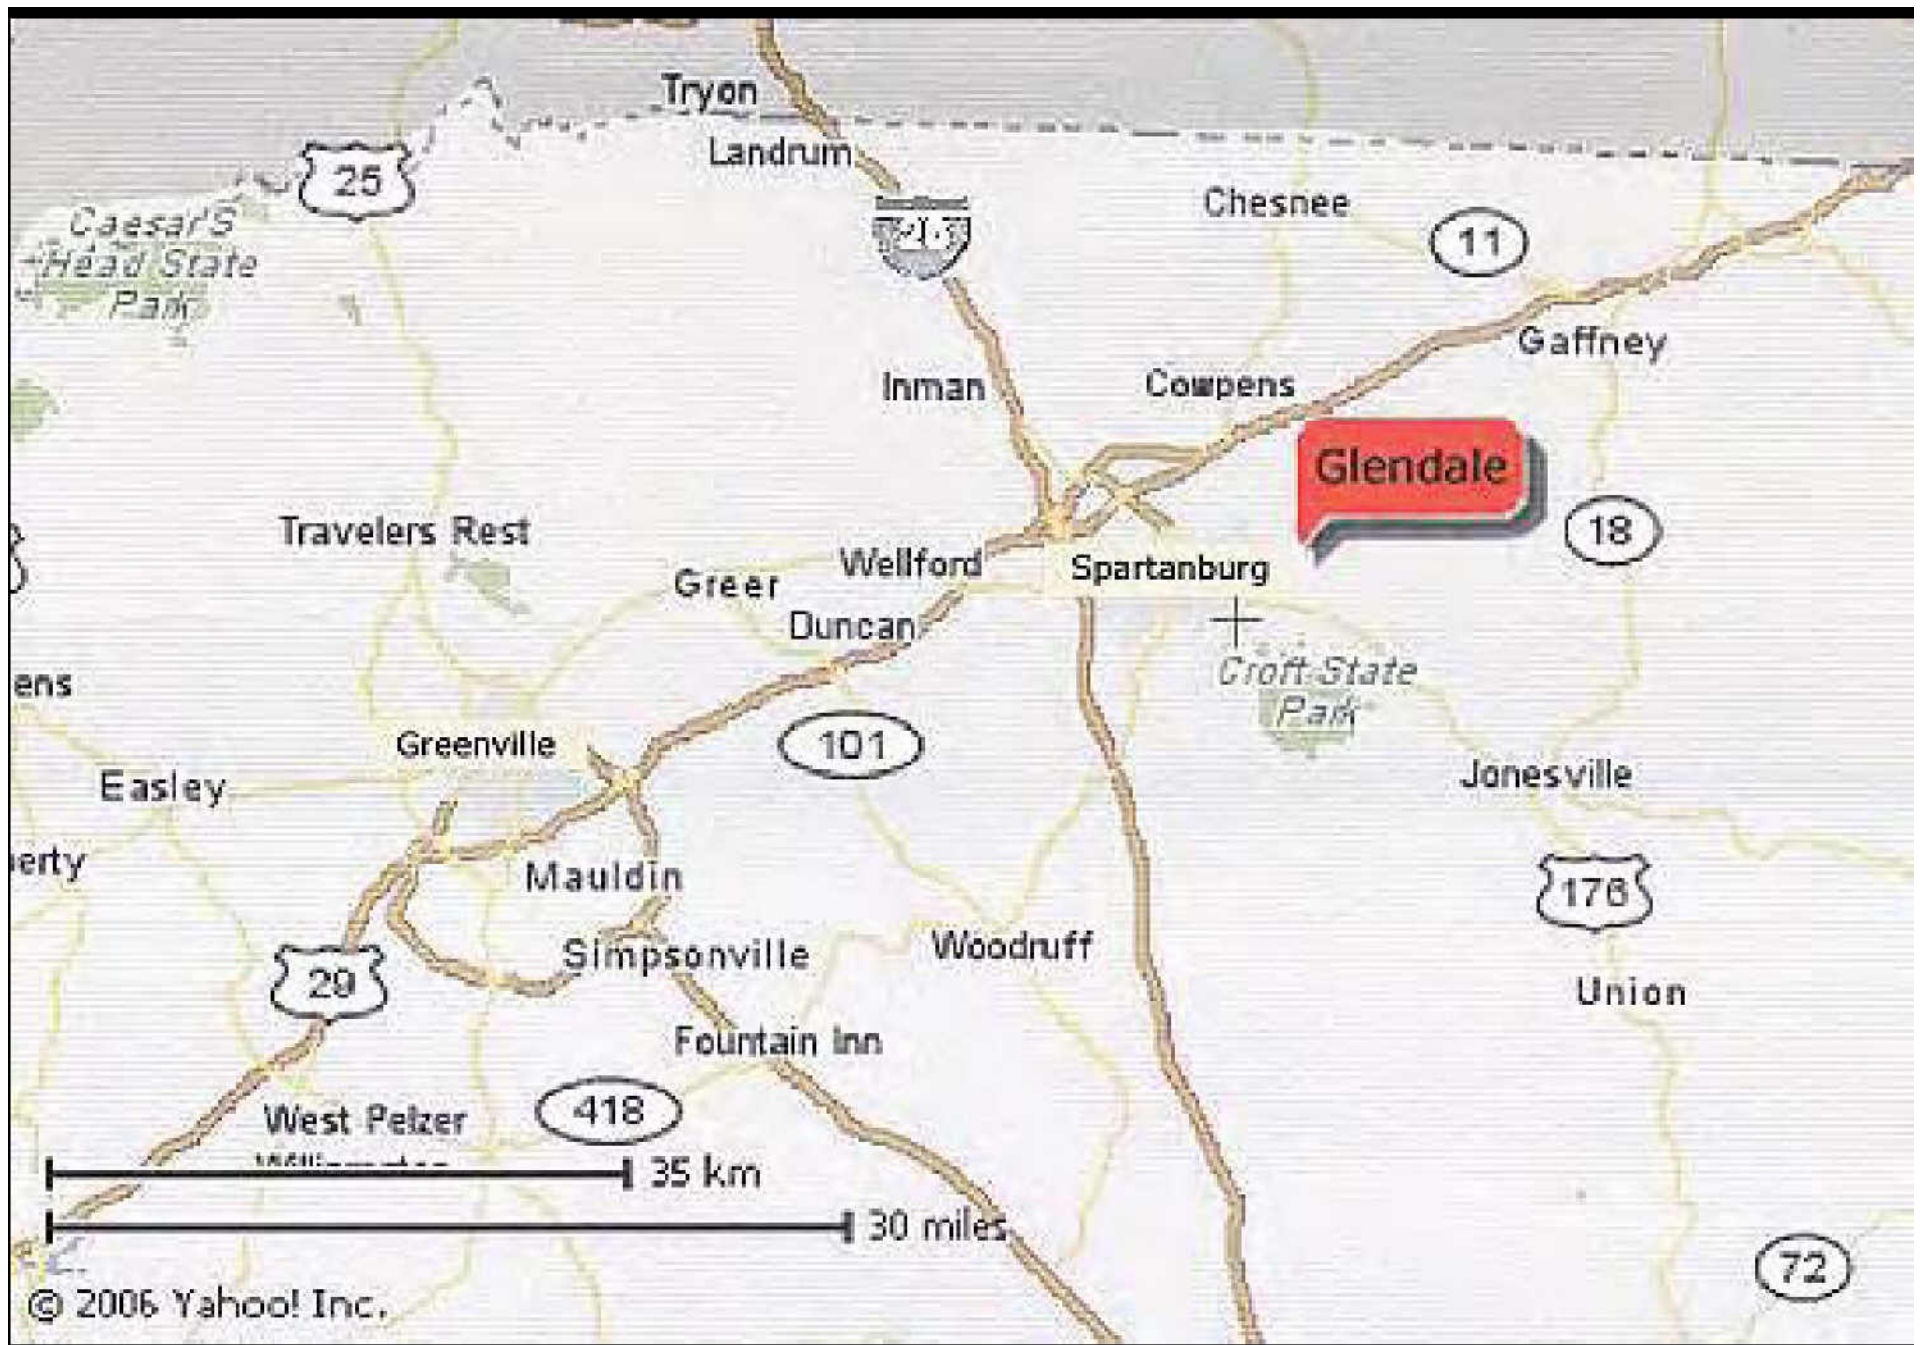 Tryon
Landrum
25
Caesar'S
Head State
Park
Chesnee
11
Gaffney
Inman
Cowpens
Glendale
18
Travelers Rest
Wellford
Spartanburg
Greer
Duncan
Croft State
Park
ens
Greenville
101
Easley
Jonesville
erty
Mauldin
176
Simpsonville
Woodruff
29
Union
Fountain Inn
West Pelzer
418
35 km
30 miles
72
© 2006 Yahoo! Inc.